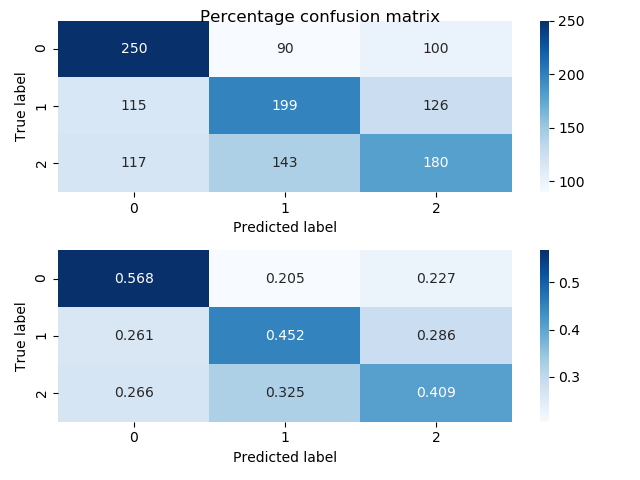 Percentage confusion matrix
True label
0 250 90 100
1 115 199 126
2 117 143 180
0 1 2
Predicted label
250
200
150
100
True label
0 0.568 0.205 0.227
1 0.261 0.452 0.286
2 0.266 0.325 0.409
0 1 2
Predicted label
0.5
0.4
0.3